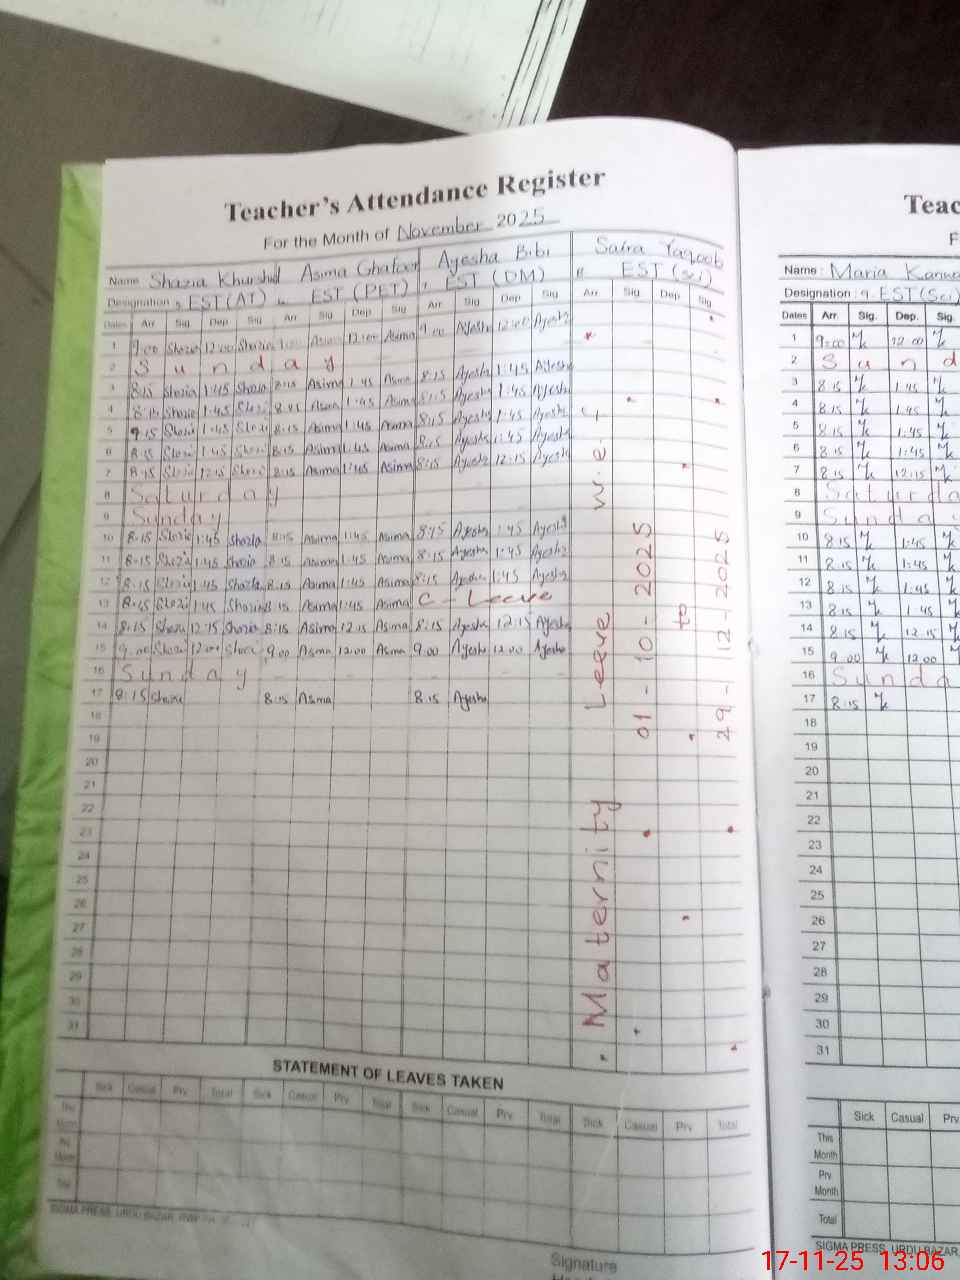 Teacher's Attendance Register
For the Month of November 2025
Name Shazia Khurshid Asima Ghafoor Ayesha Bibi Saira Yaqoob
Designation EST (AT) EST (PET) EST (DM) EST (Sci)
Dates Arr. Sig. Dep. Sig. Arr. Sig. Dep. Sig. Arr. Sig. Dep. Sig. Arr. Sig. Dep Sig
1 9:00 Shazia 12:00 Shazia Asima 12:00 Asima 9:00 Ayesha 12:00 Ayesha
2 Sunday
3 8:15 Shazia 1:45 Shazia 8:15 Asima 1:45 Asima 8:15 Ayesha 1:45 Ayesha
4 8:15 Shazia 1:45 Shazia 8:15 Asima 1:45 Asima 8:15 Ayesha 1:45 Ayesha
5 Shazia 1:45 Shazia 8:15 Asima 1:45 Asima 8:15 Ayesha 1:45 Ayesha
6 8:15 Shazia 1:45 Shazia 8:15 Asima 1:45 Asima 8:15 Ayesha 1:45 Ayesha
7 Shazia 12:15 Shazia 8:15 Asima 1:45 Asima 8:15 Ayesha 12:15 Ayesha
8 Saturday
9 Sunday
10 8:15 Shazia 1:45 Shazia 8:15 Asima 1:45 Asima Ayesha 1:45 Ayesha
11 8:15 Shazia 1:45 Shazia 8:15 Asima 1:45 Asima 8:15 Ayesha 1:45 Ayesha
12 8:15 Shazia 1:45 Shazia 8:15 Asima 1:45 Asima 8:15 Ayesha 1:45 Ayesha
13 8:15 Shazia 1:45 Shazia 8:15 Asima 1:45 Asima C-Leave
14 8:15 Shazia 12:15 Shazia 8:15 Asima 12:15 Asima 8:15 Ayesha 12:15 Ayesha
15 9:00 Shazia 12:00 Shazia 9:00 Asma 12:00 Asma 9:00 Ayesha 12:00 Ayesha
16 Sunday
17 8:15 Shazia 8:15 Asma 8:15 Ayesha
18
19
20
21
22
23
24
25
26
27
28
29
30
31
Maternity Leave w.e.f
01-10-2025
to
29-12-2025
STATEMENT OF LEAVES TAKEN
Sick Casual Prv. Total Sick Casual Prv. Total Sick Casual Prv. Total Sick Casual Prv. Total
This Month
Prv. Month
Total
SIGMA PRESS, URDU BAZAR,
Signature
Teac
F
Name : Maria Kanwa
Designation : 9. EST (Sci)
Dates Arr. Sig. Dep. Sig.
1 9:00 12:00
2 Sund
3 8:15 1:45
4 8:15 1:45
5 8:15 1:45
6 8:15 1:45
7 8:15 12:15
8 Saturda
9 Sunday
10 8:15 1:45
11 8:15 1:45
12 8:15 1:45
13 8:15 1:45
14 8:15 12:15
15 9:00 12:00
16 Sunda
17 8:15
18
19
20
21
22
23
24
25
26
27
28
29
30
31
Sick Casual Prv
This Month
Prv. Month
Total
SIGMA PRESS, URDU BAZAR,
17-11-25 13:06